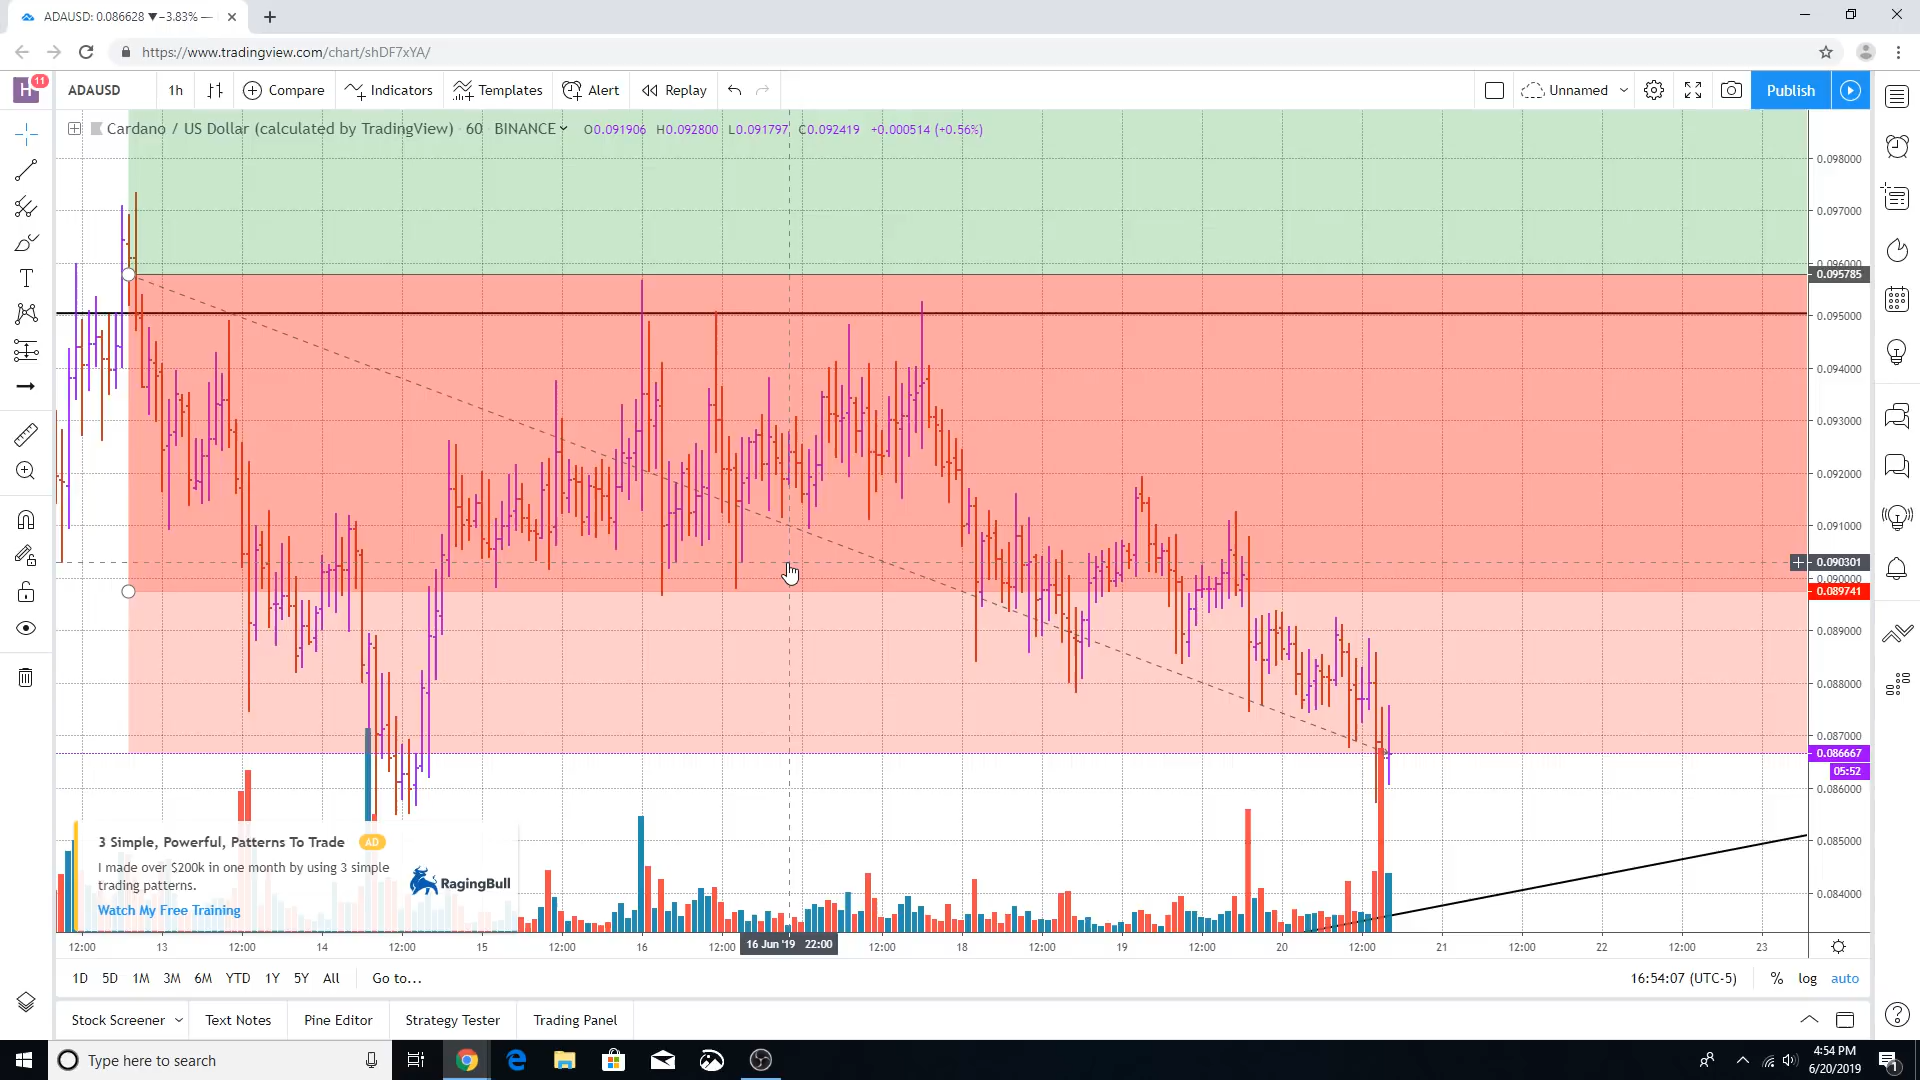 ADAUSD: 0.086628 ▼−3.83% —
https://www.tradingview.com/chart/shDF7xYA/
H 11
ADAUSD 1h Compare Indicators Templates Alert Replay Unnamed Publish
Cardano / US Dollar (calculated by TradingView) 60 BINANCE O0.091906 H0.092800 L0.091797 C0.092419 +0.000514 (+0.56%)
0.098000
0.097000
0.096000
0.095785
0.095000
0.094000
0.093000
0.092000
0.091000
0.090301
0.090000
0.089741
0.089000
0.088000
0.087000
0.086667
05:52
0.086000
0.085000
0.084000
3 Simple, Powerful, Patterns To Trade AD
I made over $200k in one month by using 3 simple
trading patterns.
RagingBull
Watch My Free Training
12:00 13 12:00 14 12:00 15 12:00 16 12:00 16 Jun '19 22:00 12:00 18 12:00 19 12:00 20 12:00 21 12:00 22 12:00 23
1D 5D 1M 3M 6M YTD 1Y 5Y All Go to... 16:54:07 (UTC-5) % log auto
Stock Screener Text Notes Pine Editor Strategy Tester Trading Panel
Type here to search
4:54 PM
6/20/2019
1